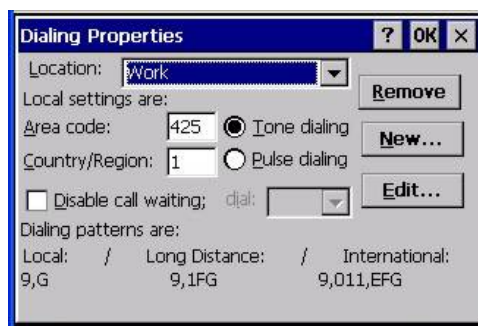 Dialing Properties ? OK ×
Location: Work
Remove
Local settings are:
Area code: 425 Tone dialing
New...
Country/Region: 1 Pulse dialing
Edit...
Disable call waiting; dial:
Dialing patterns are:
Local: / Long Distance: / International:
9,G 9,1FG 9,011,EFG